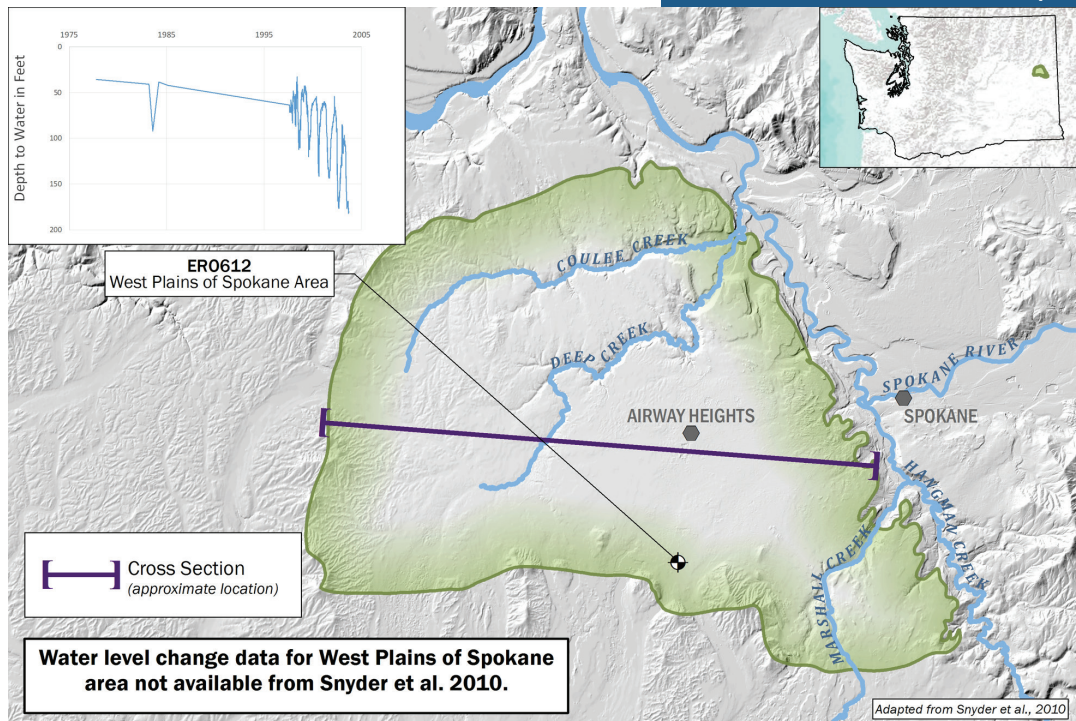 1975 1985 1995 2005
0
50
100
150
200
Depth to Water in Feet
ERO612
West Plains of Spokane Area
COULEE CREEK
DEEP CREEK
AIRWAY HEIGHTS
SPOKANE RIVER
SPOKANE
HANGMAN CREEK
MARSHALL CREEK
Cross Section
(approximate location)
Water level change data for West Plains of Spokane
area not available from Snyder et al. 2010.
Adapted from Snyder et al., 2010